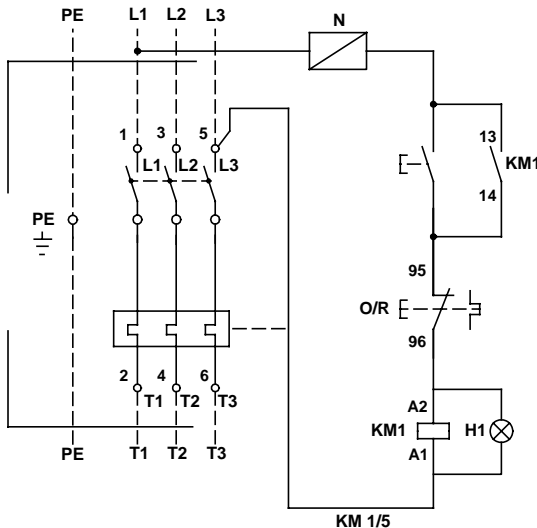 PE L1 L2 L3 N
1 3 5 13
L1 L2 L3 KM1
14
PE
95
O/R
96
2 4 6
T1 T2 T3 A2
KM1 H1
A1
PE T1 T2 T3
KM 1/5